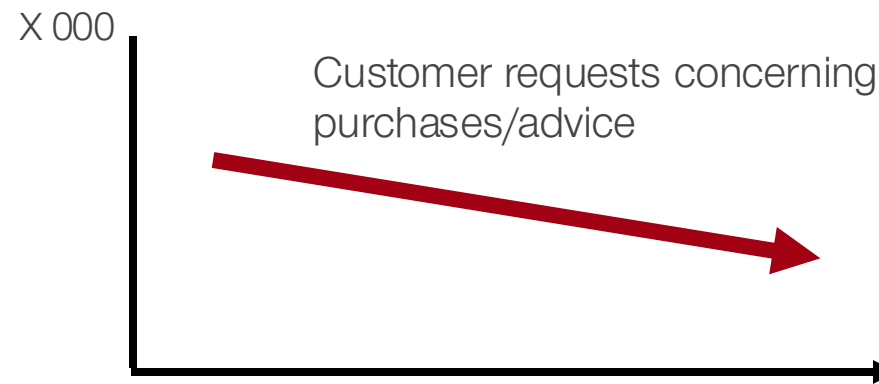 X 000
Customer requests concerning
purchases/advice